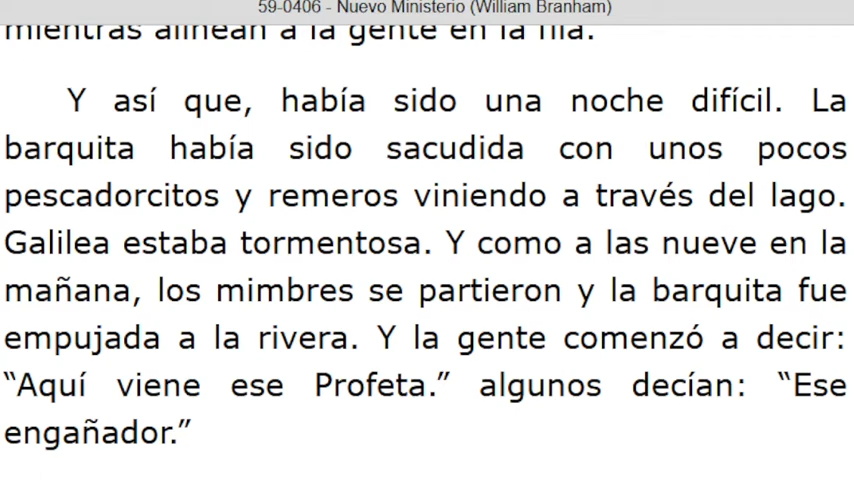 59-0406 - Nuevo Ministerio (William Branham)
mientras alinean a la gente en la fila.
Y así que, había sido una noche difícil. La
barquita había sido sacudida con unos pocos
pescadorcitos y remeros viniendo a través del lago.
Galilea estaba tormentosa. Y como a las nueve en la
mañana, los mimbres se partieron y la barquita fue
empujada a la rivera. Y la gente comenzó a decir:
“Aquí viene ese Profeta.” algunos decían: “Ese
engañador.”